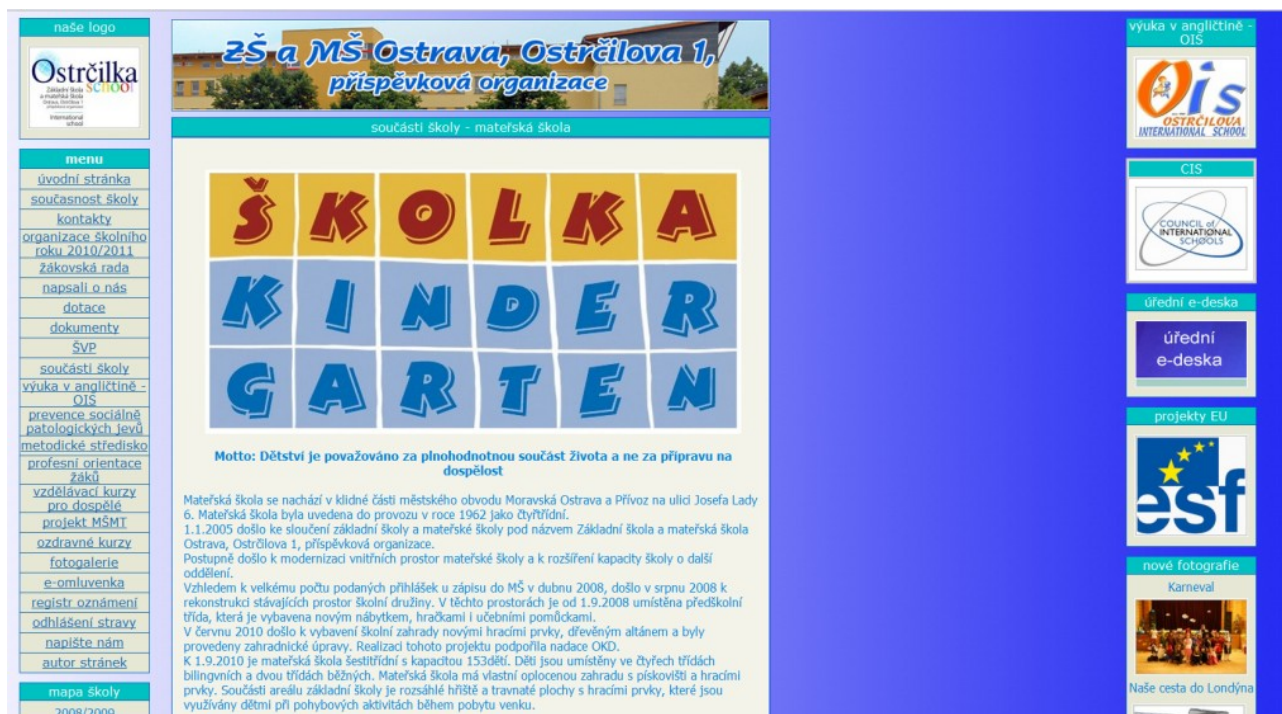 naše logo
Ostrčilka
SCHOOL
Základní škola
a mateřská škola
Ostrava, Ostrčilova 1
příspěvková organizace
International
school
menu
úvodní stránka
současnost školy
kontakty
organizace školního
roku 2010/2011
žákovská rada
napsali o nás
dotace
dokumenty
ŠVP
součásti školy
výuka v angličtině -
OIS
prevence sociálně
patologických jevů
metodické středisko
profesní orientace
žáků
vzdělávací kurzy
pro dospělé
projekt MŠMT
ozdravné kurzy
fotogalerie
e-omluvenka
registr oznámení
odhlášení stravy
napište nám
autor stránek
mapa školy
2008/2009
ZŠ a MŠ Ostrava, Ostrčilova 1,
příspěvková organizace
součásti školy - mateřská škola
ŠKOLKA
KINDER
GARTEN
Motto: Dětství je považováno za plnohodnotnou součást života a ne za přípravu na
dospělost
Mateřská škola se nachází v klidné části městského obvodu Moravská Ostrava a Přívoz na ulici Josefa Lady
6. Mateřská škola byla uvedena do provozu v roce 1962 jako čtyřtřídní.
1.1.2005 došlo ke sloučení základní školy a mateřské školy pod názvem Základní škola a mateřská škola
Ostrava, Ostrčilova 1, příspěvková organizace.
Postupně došlo k modernizaci vnitřních prostor mateřské školy a k rozšíření kapacity školy o další
oddělení.
Vzhledem k velkému počtu podaných přihlášek u zápisu do MŠ v dubnu 2008, došlo v srpnu 2008 k
rekonstrukci stávajících prostor školní družiny. V těchto prostorách je od 1.9.2008 umístěna předškolní
třída, která je vybavena novým nábytkem, hračkami i učebními pomůckami.
V červnu 2010 došlo k vybavení školní zahrady novými hracími prvky, dřevěným altánem a byly
provedeny zahradnické úpravy. Realizaci tohoto projektu podpořila nadace OKD.
K 1.9.2010 je mateřská škola šestitřídní s kapacitou 153dětí. Děti jsou umístěny ve čtyřech třídách
bilingvních a dvou třídách běžných. Mateřská škola má vlastní oplocenou zahradu s pískovišti a hracími
prvky. Součásti areálu základní školy je rozsáhlé hřiště a travnaté plochy s hracími prvky, které jsou
využívány dětmi při pohybových aktivitách během pobytu venku.
výuka v angličtině -
OIS
Ois
OSTRČILOVA
INTERNATIONAL SCHOOL
CIS
COUNCIL of
INTERNATIONAL
SCHOOLS
úřední e-deska
úřední
e-deska
projekty EU
esf
nové fotografie
Karneval
Naše cesta do Londýna